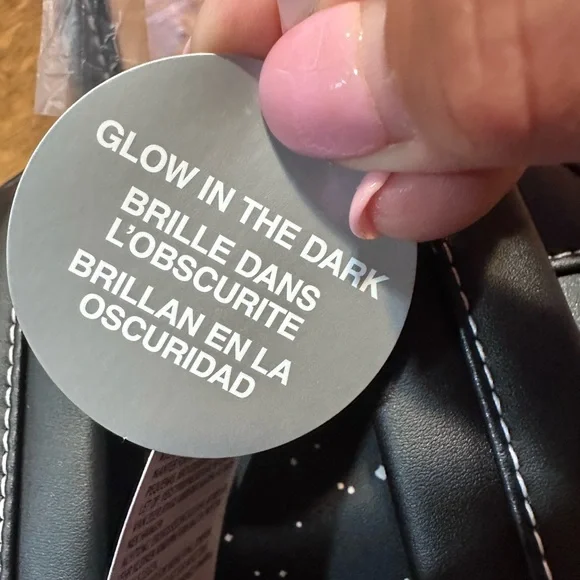 GLOW IN THE DARK
BRILLE DANS
L'OBSCURITE
BRILLAN EN LA
OSCURIDAD